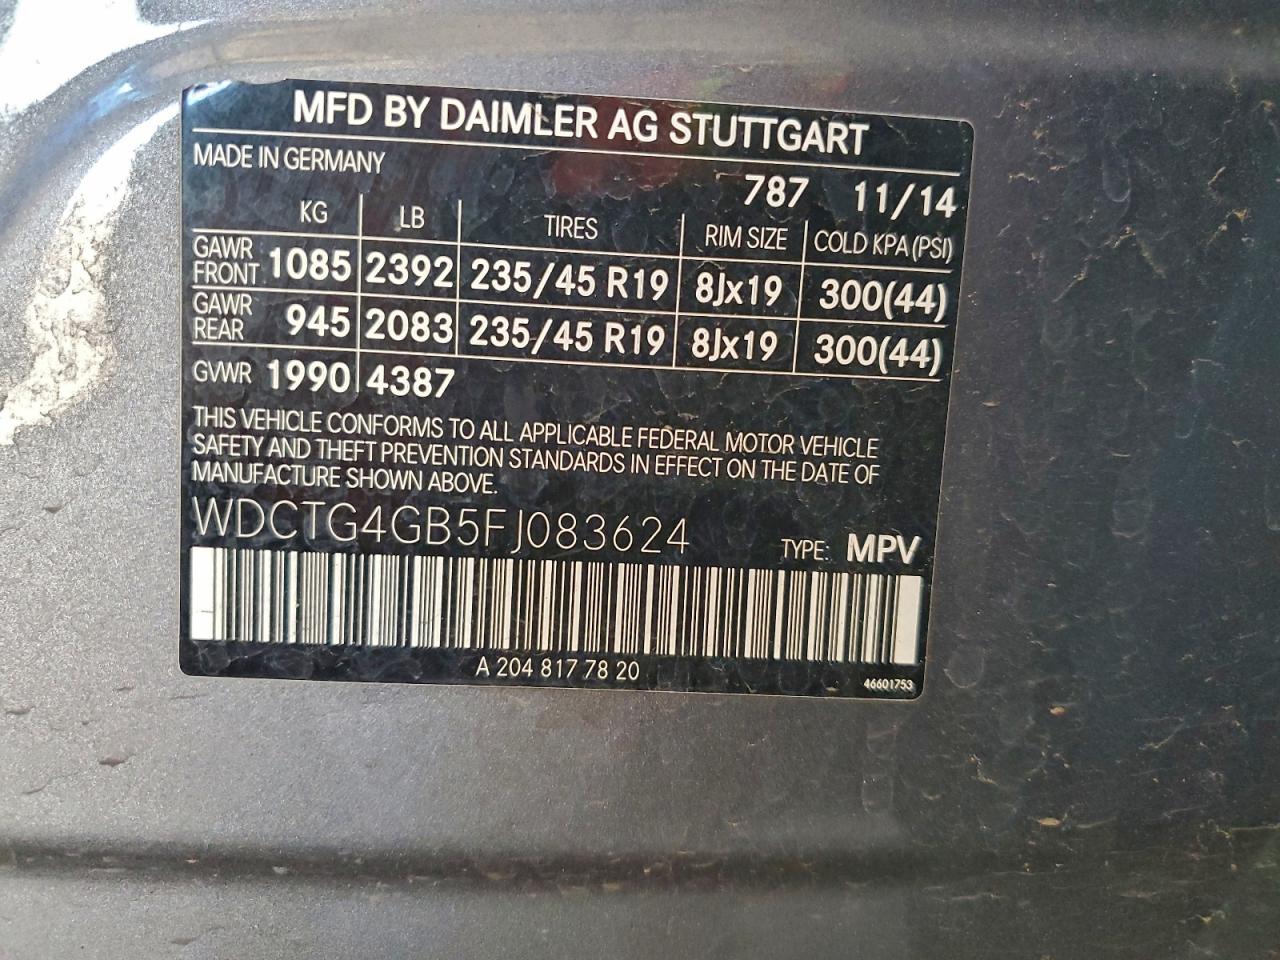 MFD BY DAIMLER AG STUTTGART
MADE IN GERMANY
787 11/14
KG LB TIRES RIM SIZE COLD KPA (PSI)
GAWR FRONT 1085 2392 235/45 R19 8Jx19 300(44)
GAWR REAR 945 2083 235/45 R19 8Jx19 300(44)
GVWR 1990 4387
THIS VEHICLE CONFORMS TO ALL APPLICABLE FEDERAL MOTOR VEHICLE
SAFETY AND THEFT PREVENTION STANDARDS IN EFFECT ON THE DATE OF
MANUFACTURE SHOWN ABOVE.
WDCTG4GB5FJ083624 TYPE: MPV
A 204 817 78 20
46601753